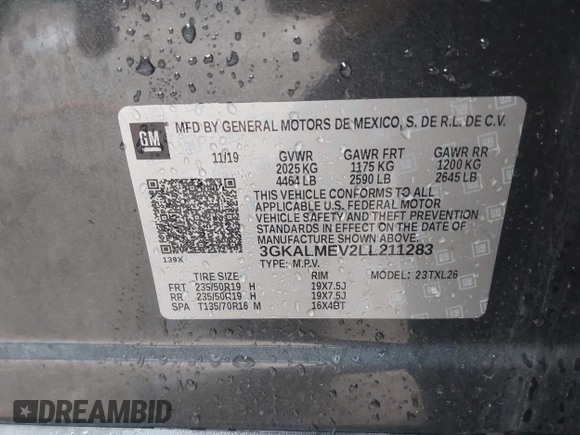 GM
MFD BY GENERAL MOTORS DE MEXICO, S. DE R.L. DE C.V.
11/19 GVWR GAWR FRT GAWR RR
2025 KG 1175 KG 1200 KG
4464 LB 2590 LB 2645 LB
THIS VEHICLE CONFORMS TO ALL
APPLICABLE U.S. FEDERAL MOTOR
VEHICLE SAFETY AND THEFT PREVENTION
STANDARDS IN EFFECT ON THE DATE OF
MANUFACTURE SHOWN ABOVE.
139X 3GKALMEV2LL211283
TYPE: M.P.V. MODEL: 23TXL26
TIRE SIZE RIM
FRT 235/50R19 H 19X7.5J
RR 235/50R19 H 19X7.5J
SPA T135/70R16 M 16X4BT
DREAMBID